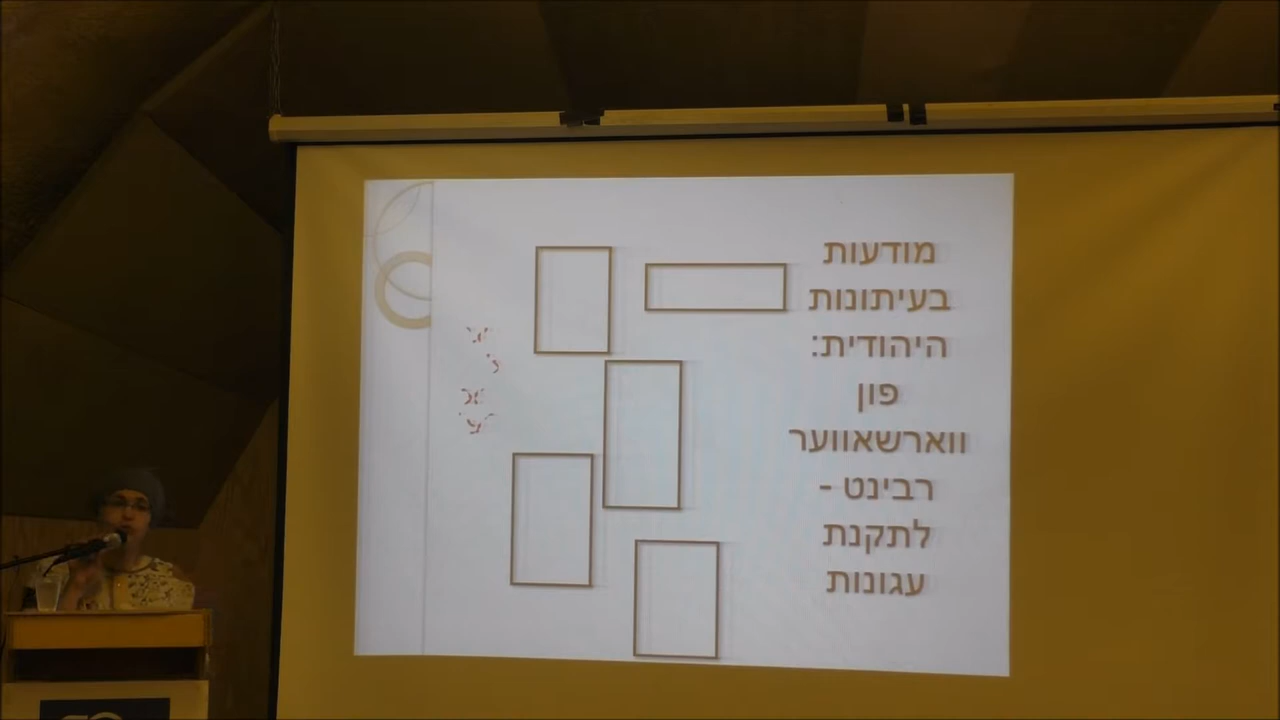 מודעות
בעיתונות
היהודית:
פון
ווארשאווער
רבינט -
לתקנת
עגונות